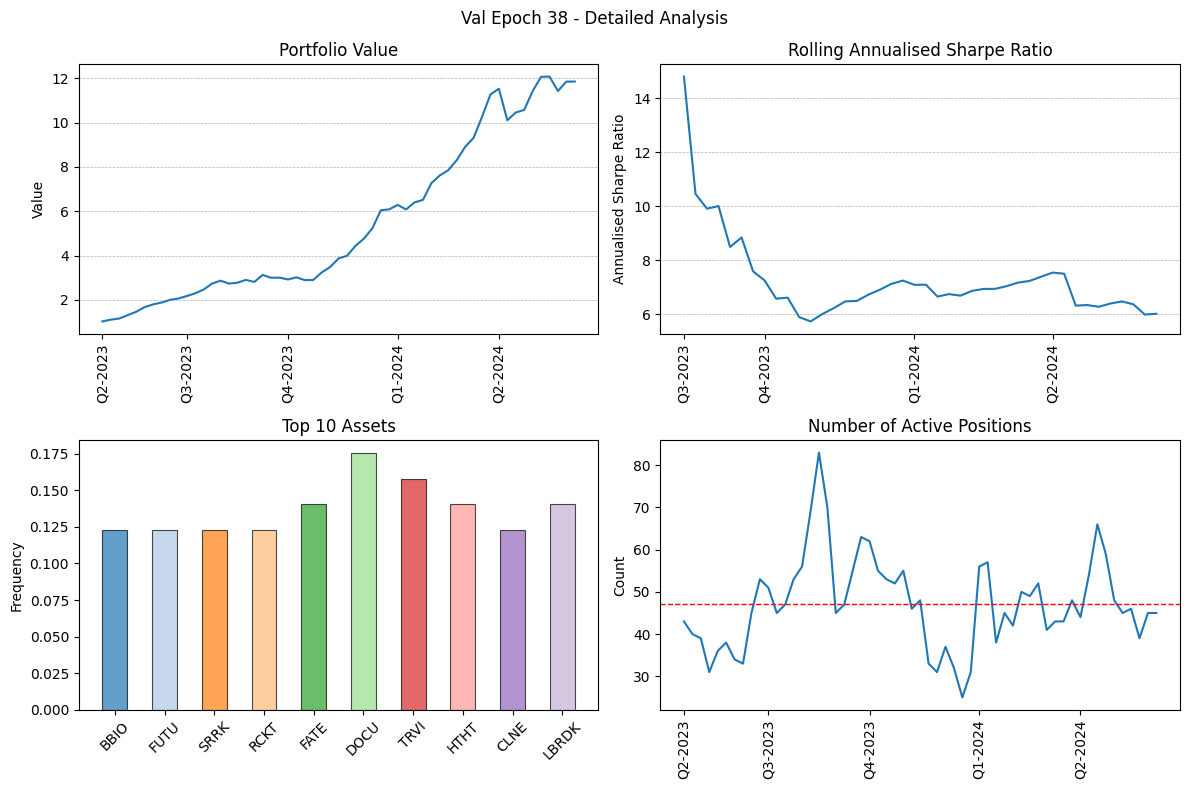 Val Epoch 38 - Detailed Analysis
Portfolio Value
Value
12
10
8
6
4
2
Q2-2023
Q3-2023
Q4-2023
Q1-2024
Q2-2024
Rolling Annualised Sharpe Ratio
Annualised Sharpe Ratio
14
12
10
8
6
Q3-2023
Q4-2023
Q1-2024
Q2-2024
Top 10 Assets
Frequency
0.175
0.150
0.125
0.100
0.075
0.050
0.025
0.000
BBIO
FUTU
SRRK
RCKT
FATE
DOCU
TRVI
HTHT
CLNE
LBRDK
Number of Active Positions
Count
80
70
60
50
40
30
Q2-2023
Q3-2023
Q4-2023
Q1-2024
Q2-2024